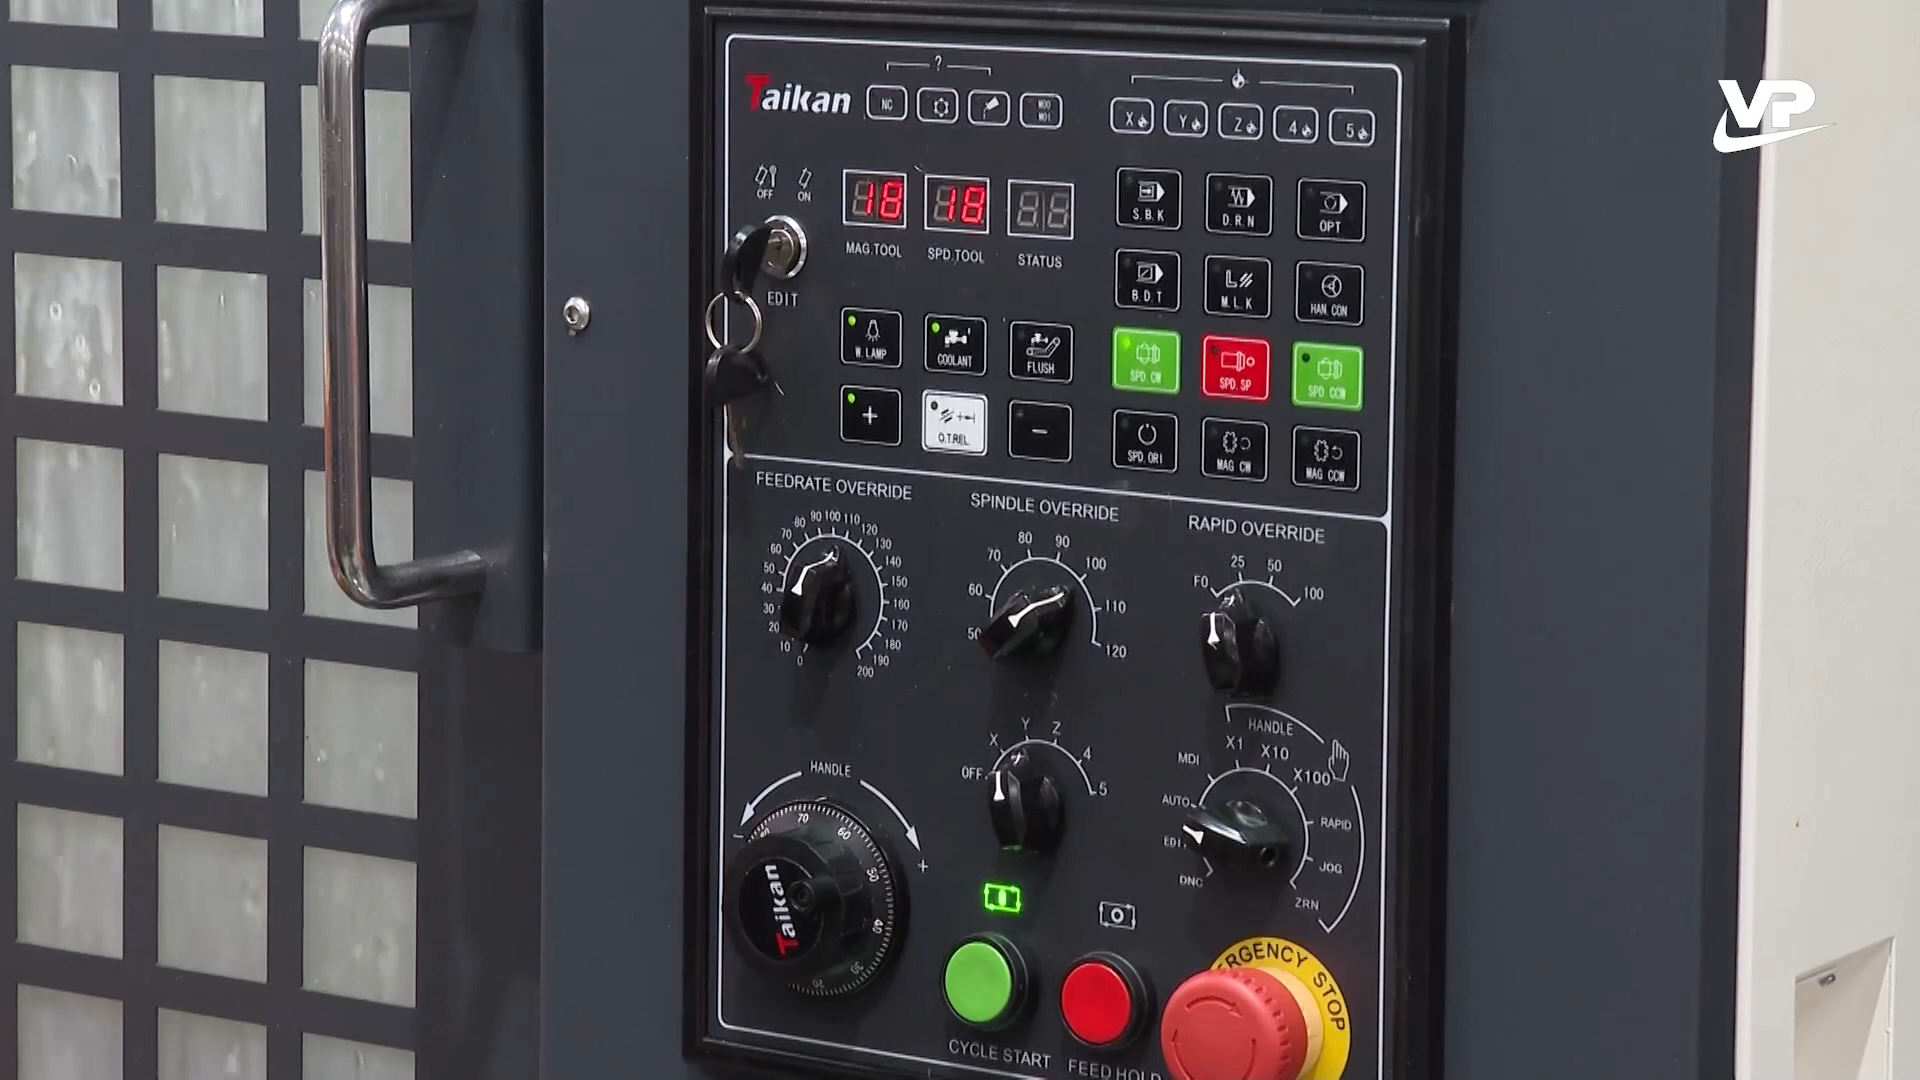 Taikan
?
NC
M00
M01
X
Y
Z
4
5
VP
OFF
ON
18
18
MAG.TOOL
SPD.TOOL
STATUS
EDIT
S.B.K
D.R.N
OPT
B.D.T
M.L.K
HAN.CON
W.LAMP
COOLANT
FLUSH
SPD.CW
SPD.SP
SPD.CCW
+
O.T.REL
−
SPD.ORI
MAG CW
MAG CCW
FEEDRATE OVERRIDE
0 10 20 30 40 50 60 70 80 90 100 110 120 130 140 150 160 170 180 190 200
SPINDLE OVERRIDE
50 60 70 80 90 100 110 120
RAPID OVERRIDE
F0 25 50 100
OFF X Y Z 4 5
HANDLE
DNC EDIT AUTO MDI X1 X10 X100 RAPID JOG ZRN
HANDLE
− +
70 60 50 40 30 20
Taikan
CYCLE START
FEED HOLD
ERGENCY STOP